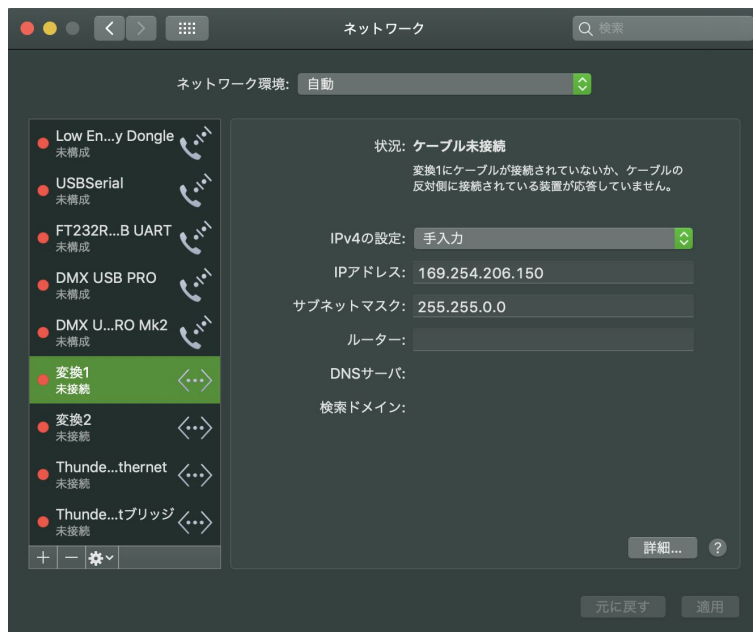 ネットワーク
検索
ネットワーク環境: 自動
Low En...y Dongle
未構成
USBSerial
未構成
FT232R...B UART
未構成
DMX USB PRO
未構成
DMX U...RO Mk2
未構成
変換1
未接続
変換2
未接続
Thunde...thernet
未接続
Thunde...tブリッジ
未接続
状況: ケーブル未接続
変換1にケーブルが接続されていないか、ケーブルの
反対側に接続されている装置が応答していません。
IPv4の設定: 手入力
IPアドレス: 169.254.206.150
サブネットマスク: 255.255.0.0
ルーター:
DNSサーバ:
検索ドメイン:
詳細...
?
元に戻す
適用